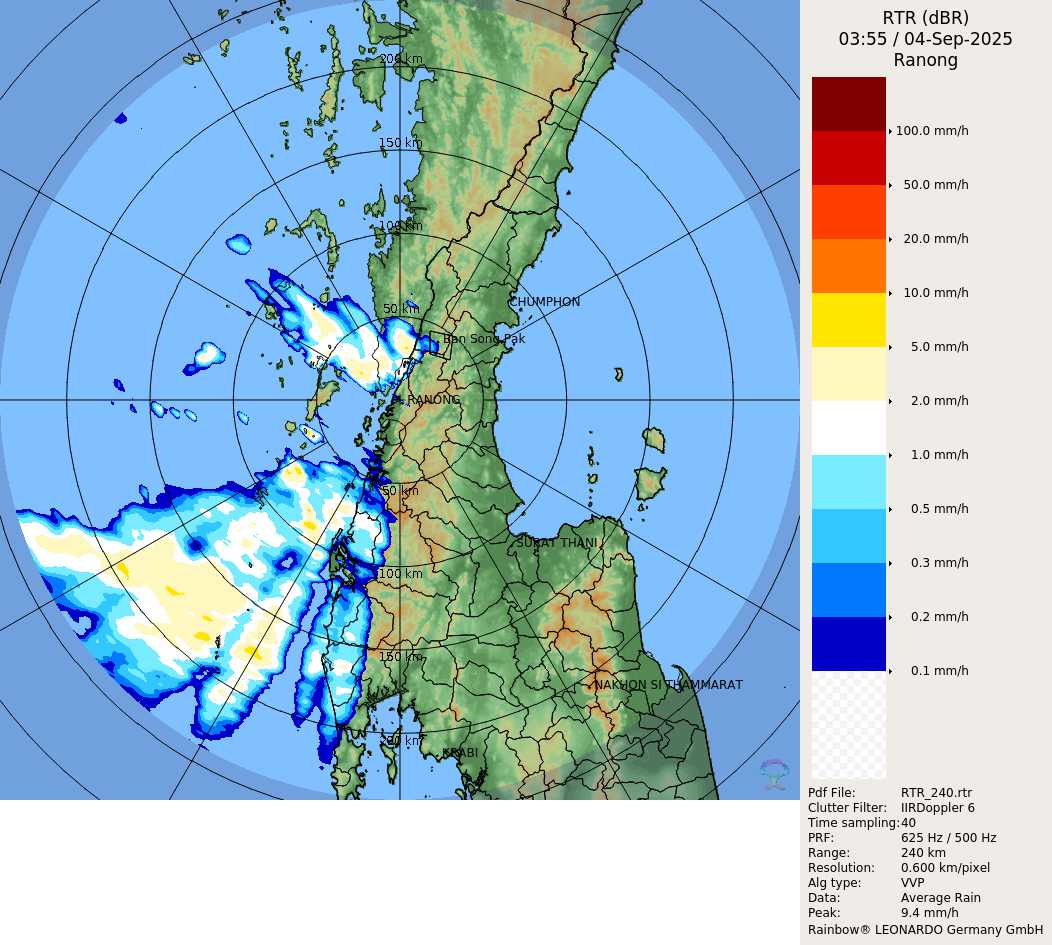 RTR (dBR)
03:55 / 04-Sep-2025
Ranong
100.0 mm/h
50.0 mm/h
20.0 mm/h
10.0 mm/h
5.0 mm/h
2.0 mm/h
1.0 mm/h
0.5 mm/h
0.3 mm/h
0.2 mm/h
0.1 mm/h
Pdf File: RTR_240.rtr
Clutter Filter: IIRDoppler 6
Time sampling: 40
PRF: 625 Hz / 500 Hz
Range: 240 km
Resolution: 0.600 km/pixel
Alg type: VVP
Data: Average Rain
Peak: 9.4 mm/h
Rainbow® LEONARDO Germany GmbH
200 km
150 km
100 km
CHUMPHON
50 km
Ban Song Pak
RANONG
50 km
SURAT THANI
100 km
150 km
NAKHON SI THAMMARAT
200 km
KRABI